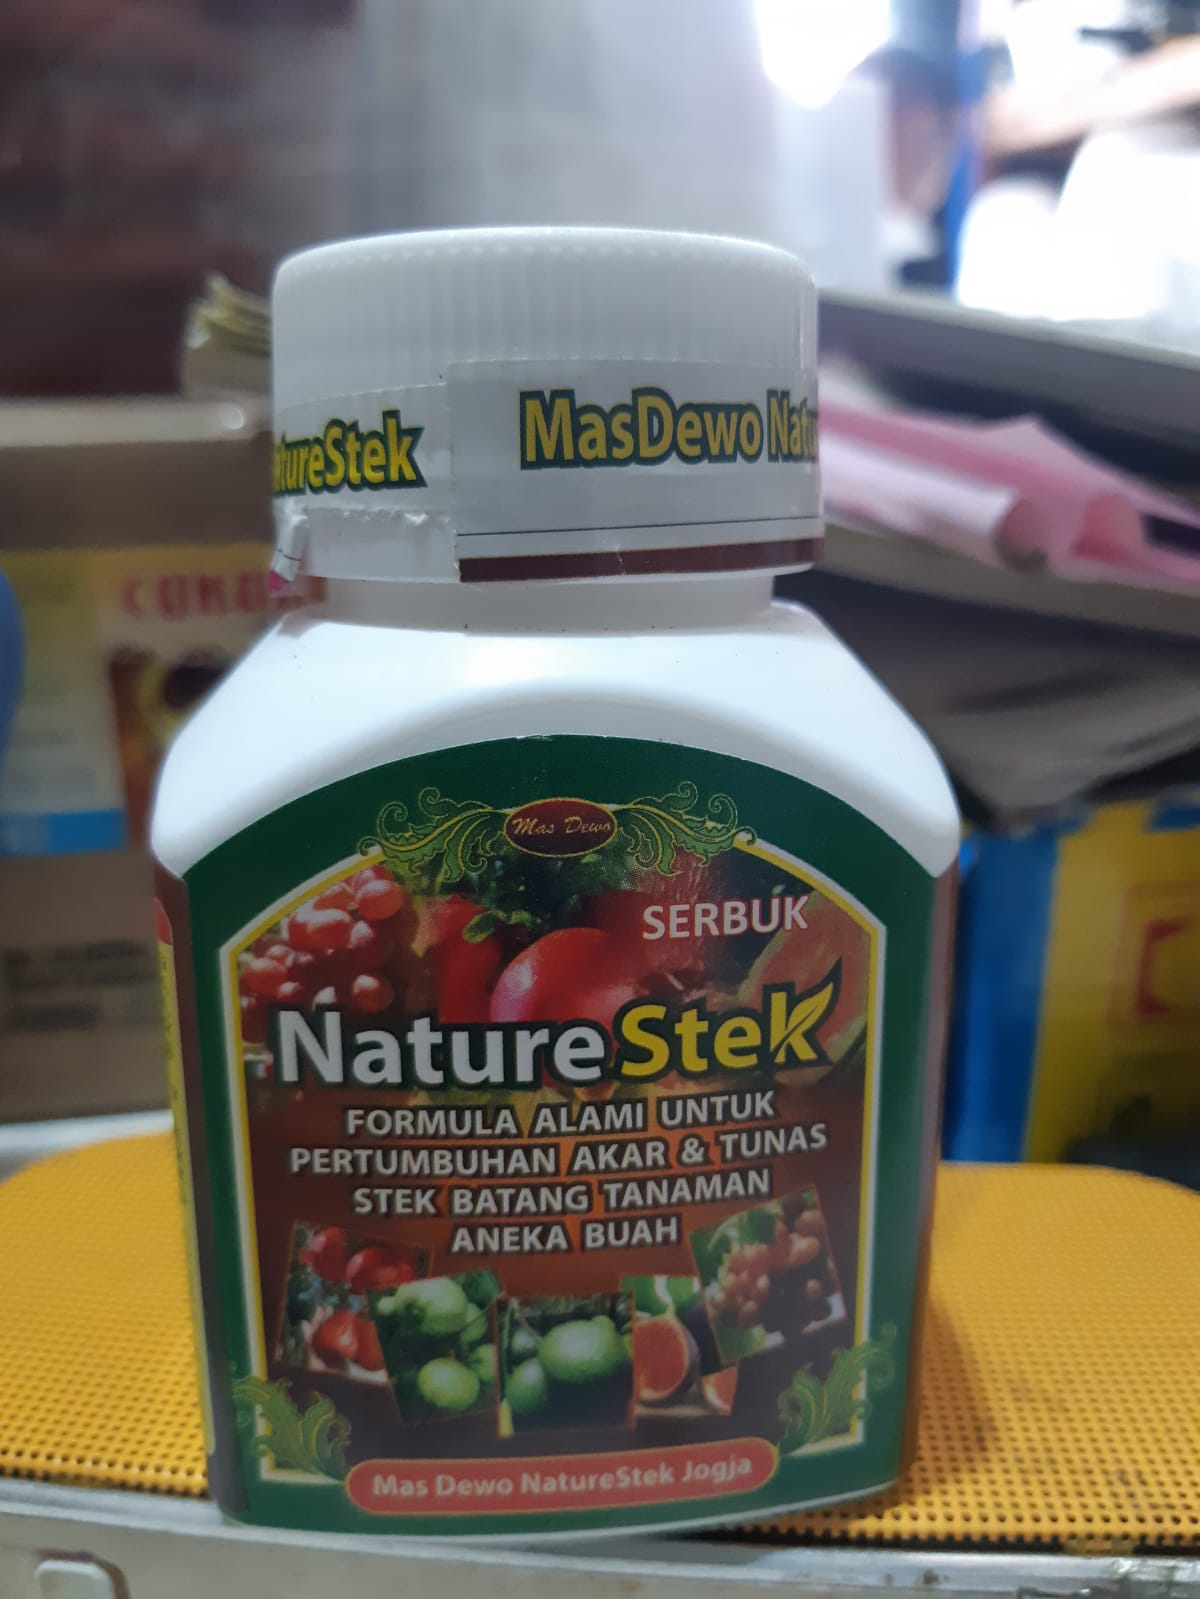 tureStek
MasDewo Natu
Mas Dewo
SERBUK
NatureStek
FORMULA ALAMI UNTUK
PERTUMBUHAN AKAR & TUNAS
STEK BATANG TANAMAN
ANEKA BUAH
Mas Dewo NatureStek Jogja